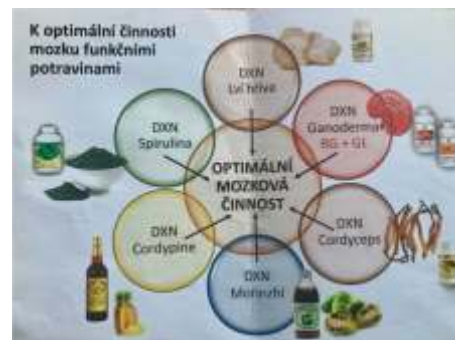 K optimální činnosti
mozku funkčními
potravinami
DXN
Lví hříva
DXN
Ganoderma
BG + GL
DXN
Cordyceps
DXN
Morinzhi
DXN
Cordypine
DXN
Spirulina
OPTIMÁLNÍ
MOZKOVÁ
ČINNOST